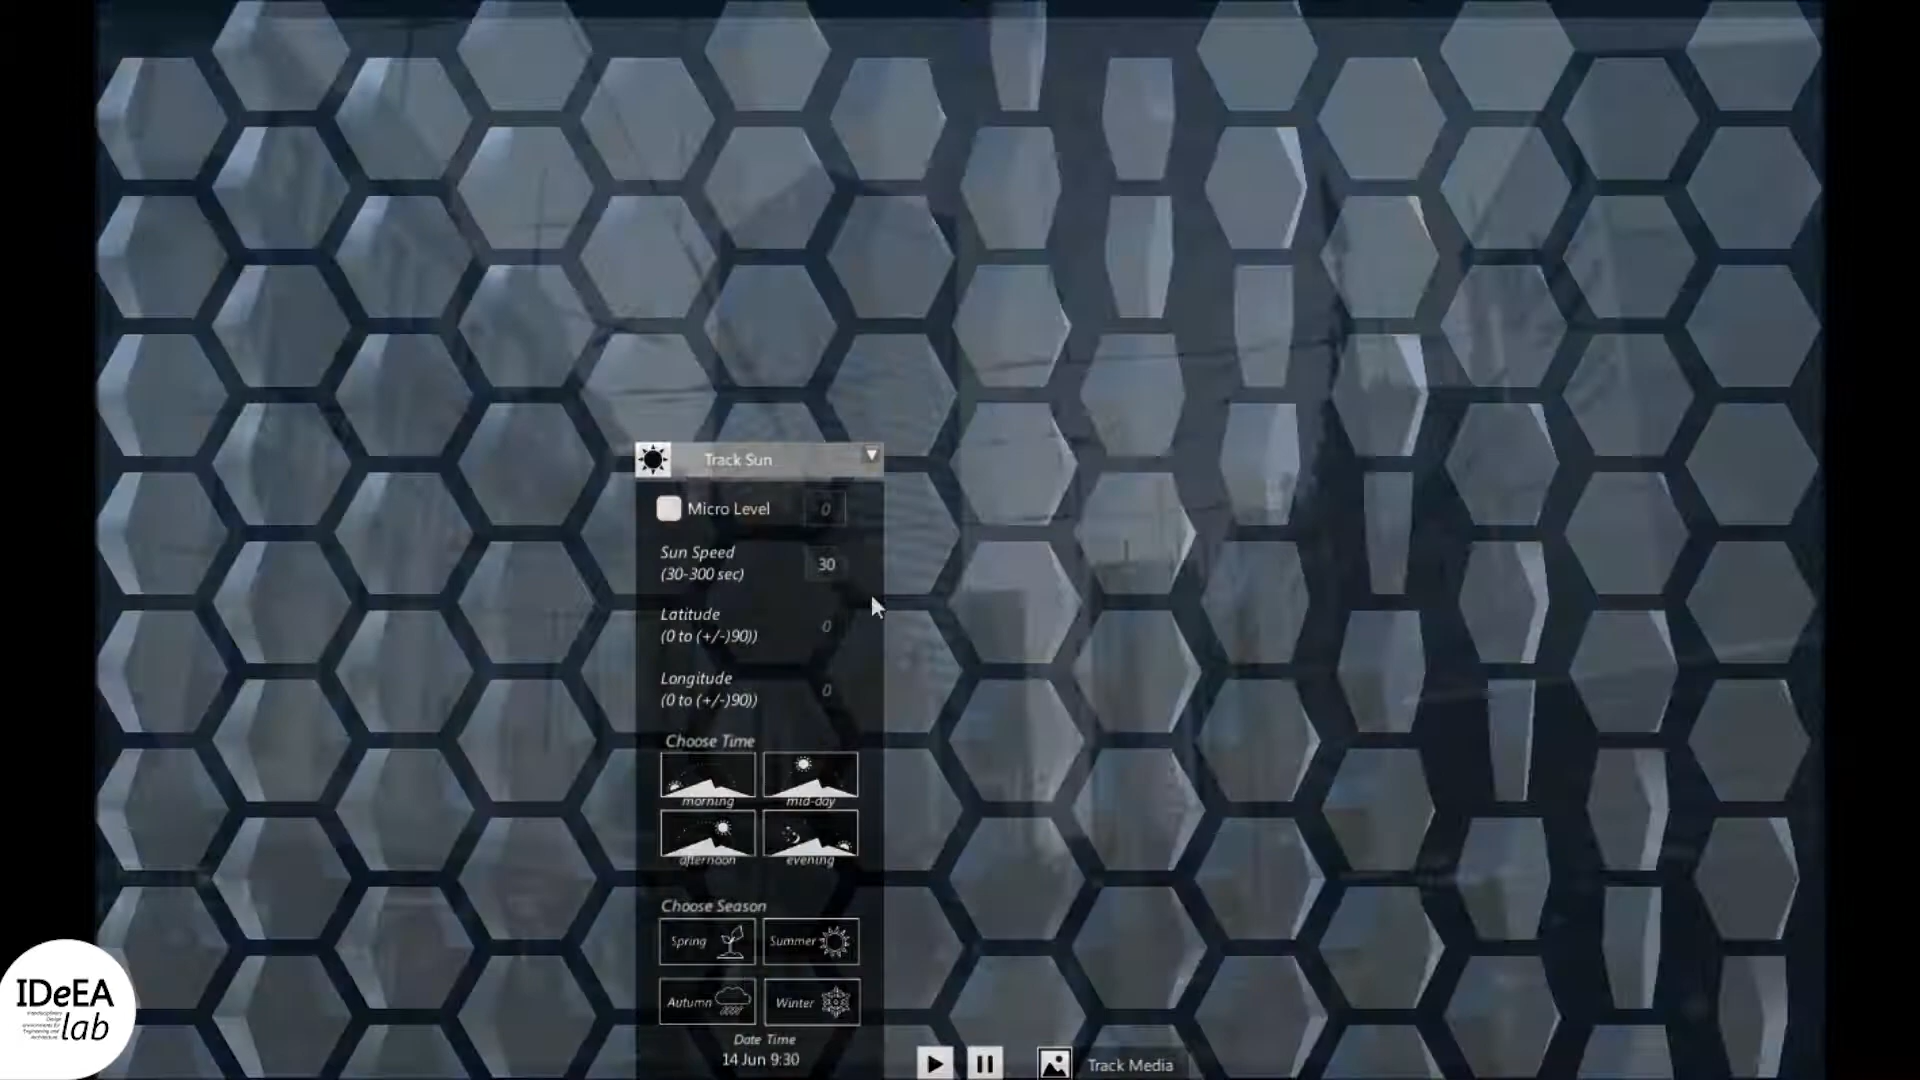 Track Sun
Micro Level 0
Sun Speed
(30-300 sec) 30
Latitude
(0 to (+/-)90)) 0
Longitude
(0 to (+/-)90)) 0
Choose Time
morning mid-day
afternoon evening
Choose Season
Spring Summer
Autumn Winter
Date Time
14 Jun 9:30
Track Media
IDeEA
lab